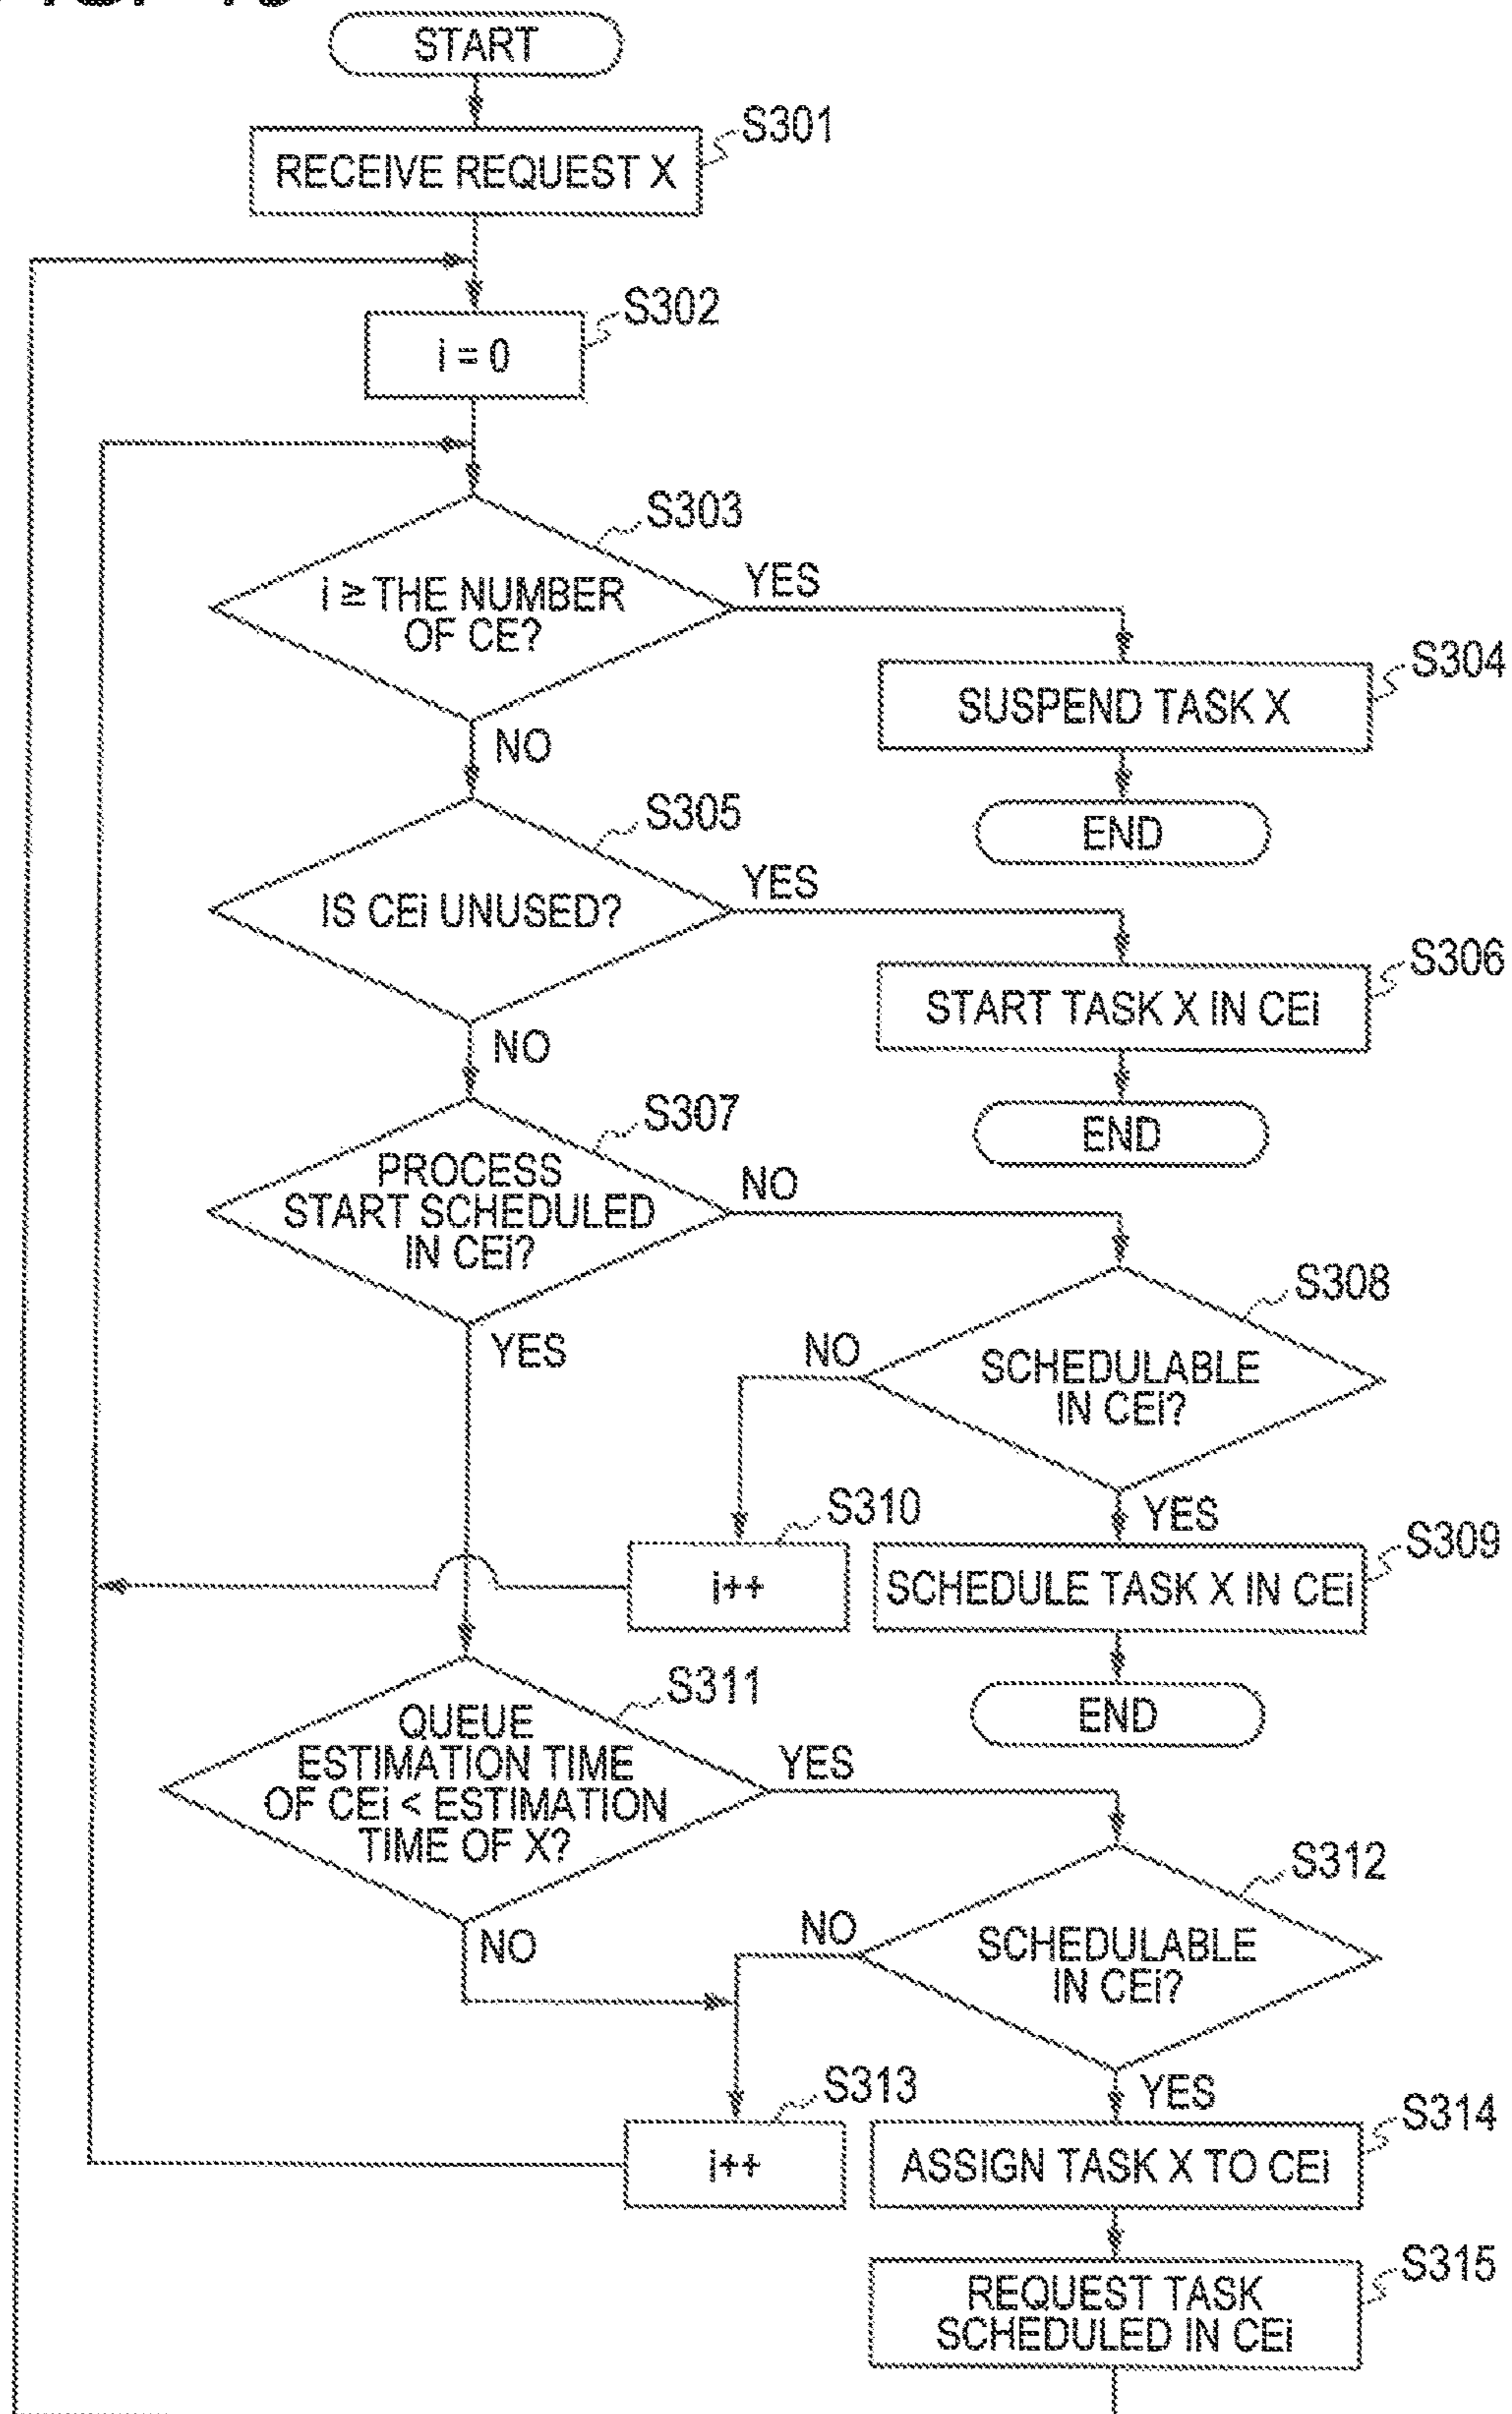 START
S301
RECEIVE REQUEST X
S302
i = 0
S303
i ≥ THE NUMBER
OF CE?
YES
S304
SUSPEND TASK X
NO
END
S305
IS CEi UNUSED?
YES
S306
START TASK X IN CEi
NO
END
S307
PROCESS
START SCHEDULED
IN CEi?
NO
S308
YES
NO
SCHEDULABLE
IN CEi?
S310
YES
S309
i++
SCHEDULE TASK X IN CEi
S311
END
QUEUE
ESTIMATION TIME
OF CEi < ESTIMATION
TIME OF X?
YES
S312
NO
NO
SCHEDULABLE
IN CEi?
S313
YES
S314
i++
ASSIGN TASK X TO CEi
S315
REQUEST TASK
SCHEDULED IN CEi